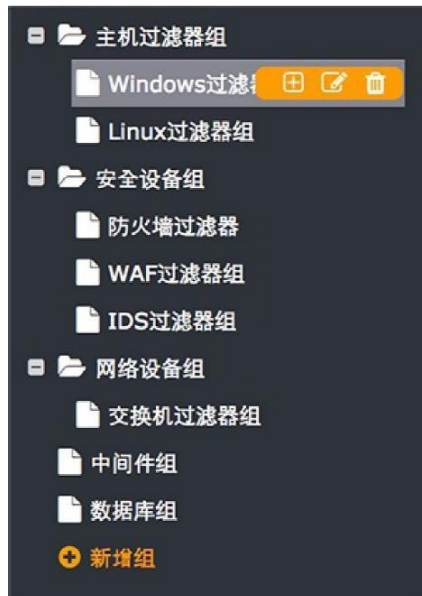 主机过滤器组
Windows过滤
Linux过滤器组
安全设备组
防火墙过滤器
WAF过滤器组
IDS过滤器组
网络设备组
交换机过滤器组
中间件组
数据库组
新增组